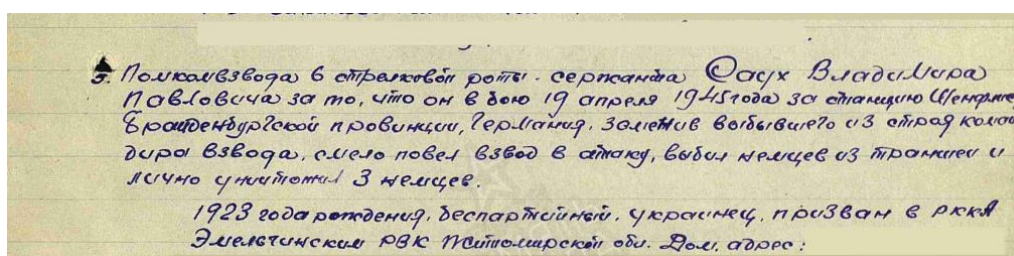 5. Помкомвзвода 6 стрелковой роты. сержанта Саух Владимира
Павловича за то, что он в бою 19 апреля 1945 года за станцию
Бранденбургской провинции, Германия, заменив выбывшего из строя коман
дира взвода, смело повел взвод в атаку, выбил немцев из траншеи и
лично уничтожил 3 немцев.
1923 года рождения, беспартийный, украинец, призван в РККА
Эмельчинским РВК Житомирской обл. Дом. адрес: